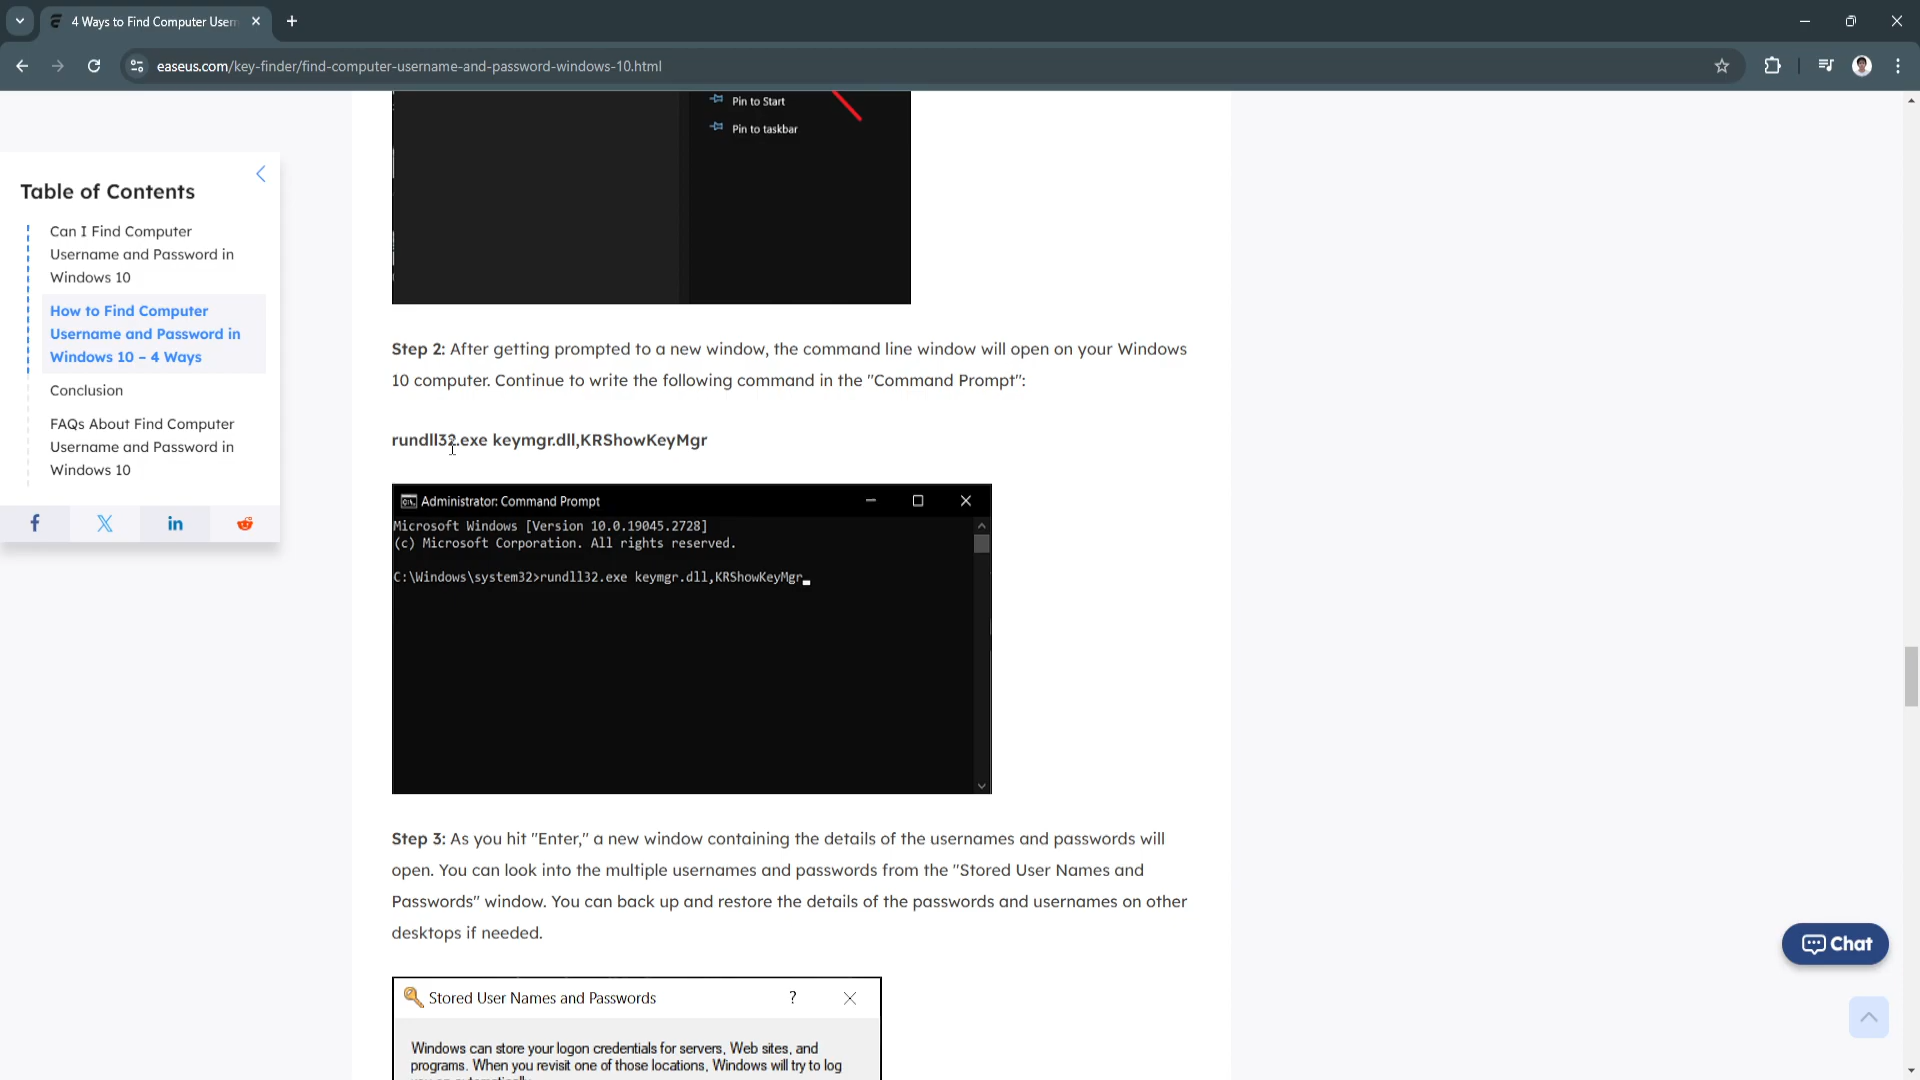 4 Ways to Find Computer Usern
easeus.com/key-finder/find-computer-username-and-password-windows-10.html
Pin to Start
Pin to taskbar
Table of Contents
Can I Find Computer
Username and Password in
Windows 10
How to Find Computer
Username and Password in
Windows 10 – 4 Ways
Conclusion
FAQs About Find Computer
Username and Password in
Windows 10
Step 2: After getting prompted to a new window, the command line window will open on your Windows
10 computer. Continue to write the following command in the "Command Prompt":
rundll32.exe keymgr.dll,KRShowKeyMgr
Administrator: Command Prompt
Microsoft Windows [Version 10.0.19045.2728]
(c) Microsoft Corporation. All rights reserved.
C:\Windows\system32>rundll32.exe keymgr.dll,KRShowKeyMgr
Step 3: As you hit "Enter," a new window containing the details of the usernames and passwords will
open. You can look into the multiple usernames and passwords from the "Stored User Names and
Passwords" window. You can back up and restore the details of the passwords and usernames on other
desktops if needed.
Stored User Names and Passwords
Windows can store your logon credentials for servers, Web sites, and
programs. When you revisit one of those locations, Windows will try to log
Chat